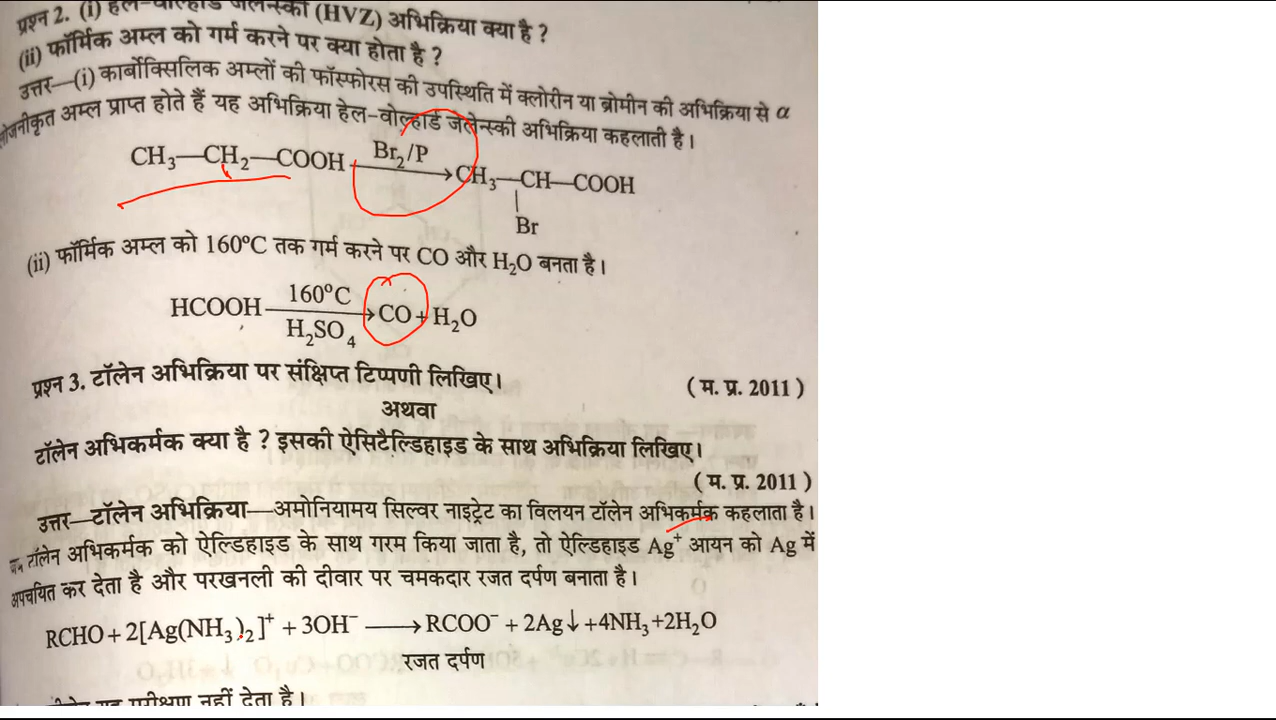 प्रश्न 2. (i) हेल-वोल्हार्ड जेलेन्स्की (HVZ) अभिक्रिया क्या है ?
(ii) फॉर्मिक अम्ल को गर्म करने पर क्या होता है ?
उत्तर—(i) कार्बोक्सिलिक अम्लों की फॉस्फोरस की उपस्थिति में क्लोरीन या ब्रोमीन की अभिक्रिया से α
अम्ल प्राप्त होते हैं यह अभिक्रिया हेल-वोल्हार्ड जेलेन्स्की अभिक्रिया कहलाती है।
CH₃—CH₂—COOH Br₂/P → CH₃—CH—COOH
|
Br
(ii) फॉर्मिक अम्ल को 160°C तक गर्म करने पर CO और H₂O बनता है।
160°C
HCOOH → CO + H₂O
H₂SO₄
प्रश्न 3. टॉलेन अभिक्रिया पर संक्षिप्त टिप्पणी लिखिए। ( म. प्र. 2011 )
अथवा
टॉलेन अभिकर्मक क्या है ? इसकी ऐसिटैल्डिहाइड के साथ अभिक्रिया लिखिए।
( म. प्र. 2011 )
उत्तर—टॉलेन अभिक्रिया—अमोनियामय सिल्वर नाइट्रेट का विलयन टॉलेन अभिकर्मक कहलाता है।
टॉलेन अभिकर्मक को ऐल्डिहाइड के साथ गरम किया जाता है, तो ऐल्डिहाइड Ag⁺ आयन को Ag में
अपचयित कर देता है और परखनली की दीवार पर चमकदार रजत दर्पण बनाता है।
RCHO + 2[Ag(NH₃)₂]⁺ + 3OH⁻ → RCOO⁻ + 2Ag↓ +4NH₃+2H₂O
रजत दर्पण
परीक्षण नहीं देता है।